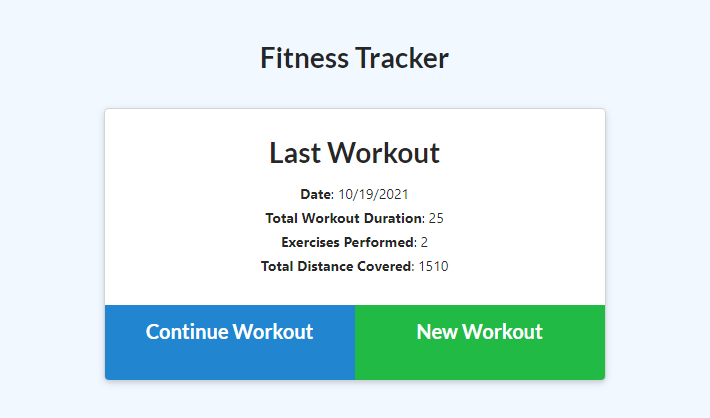 Fitness Tracker
Last Workout
Date: 10/19/2021
Total Workout Duration: 25
Exercises Performed: 2
Total Distance Covered: 1510
Continue Workout
New Workout